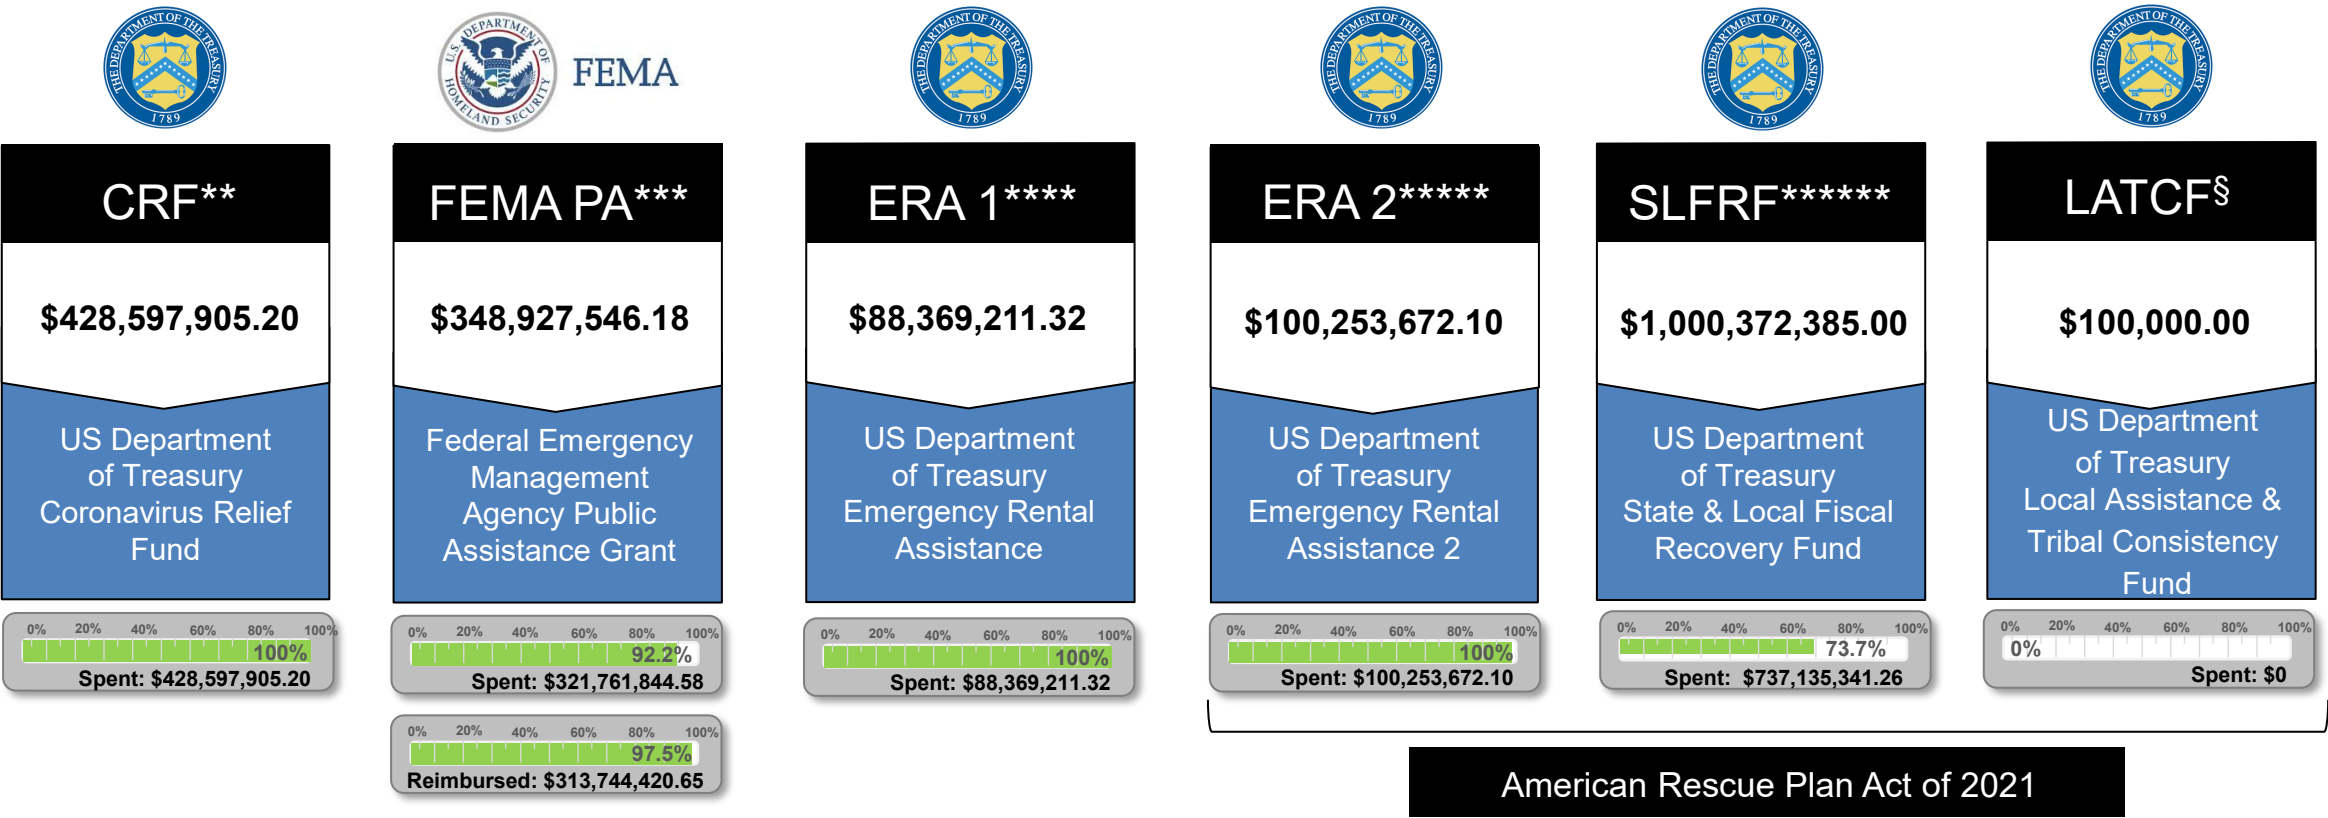 THE DEPARTMENT OF THE TREASURY
1789
U.S. DEPARTMENT OF
HOMELAND SECURITY
FEMA
THE DEPARTMENT OF THE TREASURY
1789
THE DEPARTMENT OF THE TREASURY
1789
THE DEPARTMENT OF THE TREASURY
1789
THE DEPARTMENT OF THE TREASURY
1789
CRF**
$428,597,905.20
US Department
of Treasury
Coronavirus Relief
Fund
0% 20% 40% 60% 80% 100%
100%
Spent: $428,597,905.20
FEMA PA***
$348,927,546.18
Federal Emergency
Management
Agency Public
Assistance Grant
0% 20% 40% 60% 80% 100%
92.2%
Spent: $321,761,844.58
0% 20% 40% 60% 80% 100%
97.5%
Reimbursed: $313,744,420.65
ERA 1****
$88,369,211.32
US Department
of Treasury
Emergency Rental
Assistance
0% 20% 40% 60% 80% 100%
100%
Spent: $88,369,211.32
ERA 2*****
$100,253,672.10
US Department
of Treasury
Emergency Rental
Assistance 2
0% 20% 40% 60% 80% 100%
100%
Spent: $100,253,672.10
SLFRF******
$1,000,372,385.00
US Department
of Treasury
State & Local Fiscal
Recovery Fund
0% 20% 40% 60% 80% 100%
73.7%
Spent: $737,135,341.26
LATCF§
$100,000.00
US Department
of Treasury
Local Assistance &
Tribal Consistency
Fund
0% 20% 40% 60% 80% 100%
0%
Spent: $0
American Rescue Plan Act of 2021